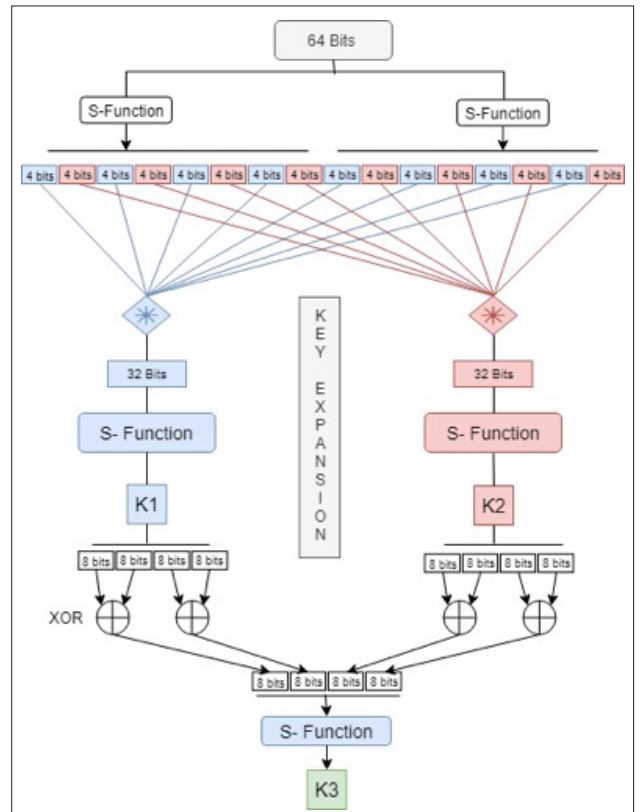 64 Bits
S-Function S-Function
4 bits 4 bits 4 bits 4 bits 4 bits 4 bits 4 bits 4 bits 4 bits 4 bits 4 bits 4 bits 4 bits 4 bits 4 bits 4 bits
KEY EXPANSION
32 Bits 32 Bits
S- Function S- Function
K1 K2
8 bits 8 bits 8 bits 8 bits 8 bits 8 bits 8 bits 8 bits
XOR
8 bits 8 bits 8 bits 8 bits
S- Function
K3